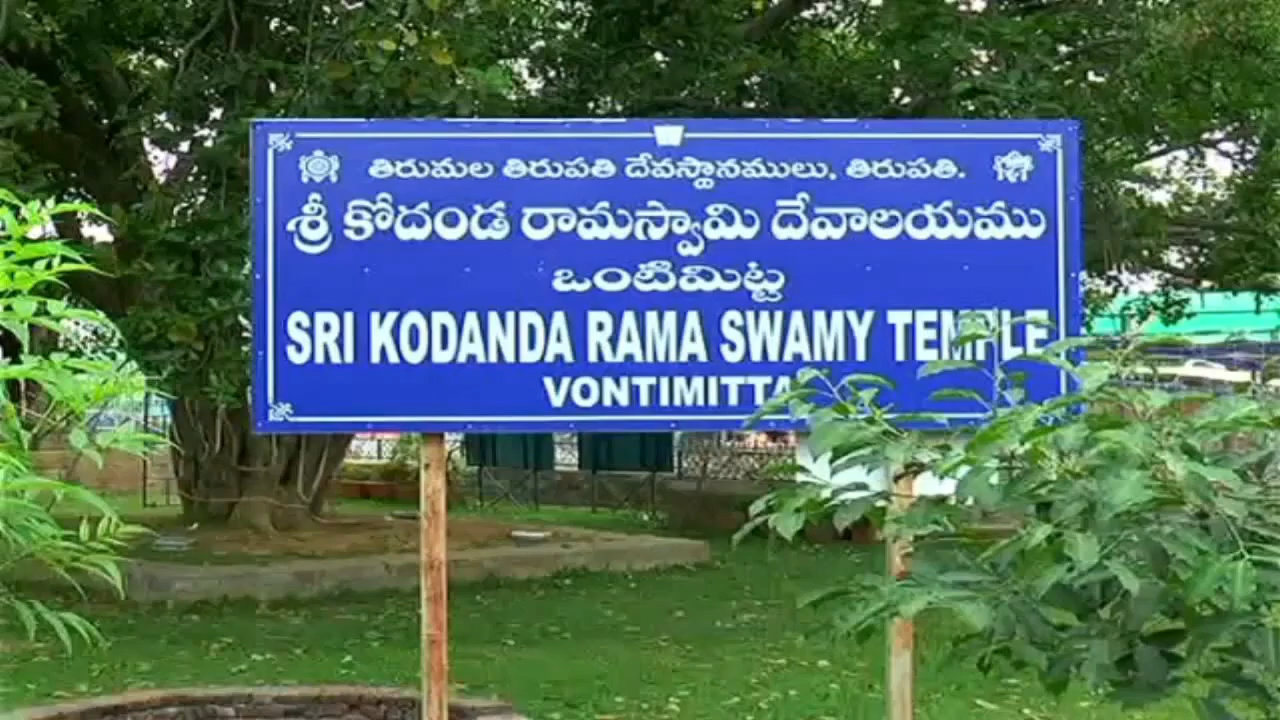 తిరుమల తిరుపతి దేవస్థానములు, తిరుపతి.
శ్రీ కోదండ రామస్వామి దేవాలయము
ఒంటిమిట్ట
SRI KODANDA RAMA SWAMY TEMPLE
VONTIMITTA